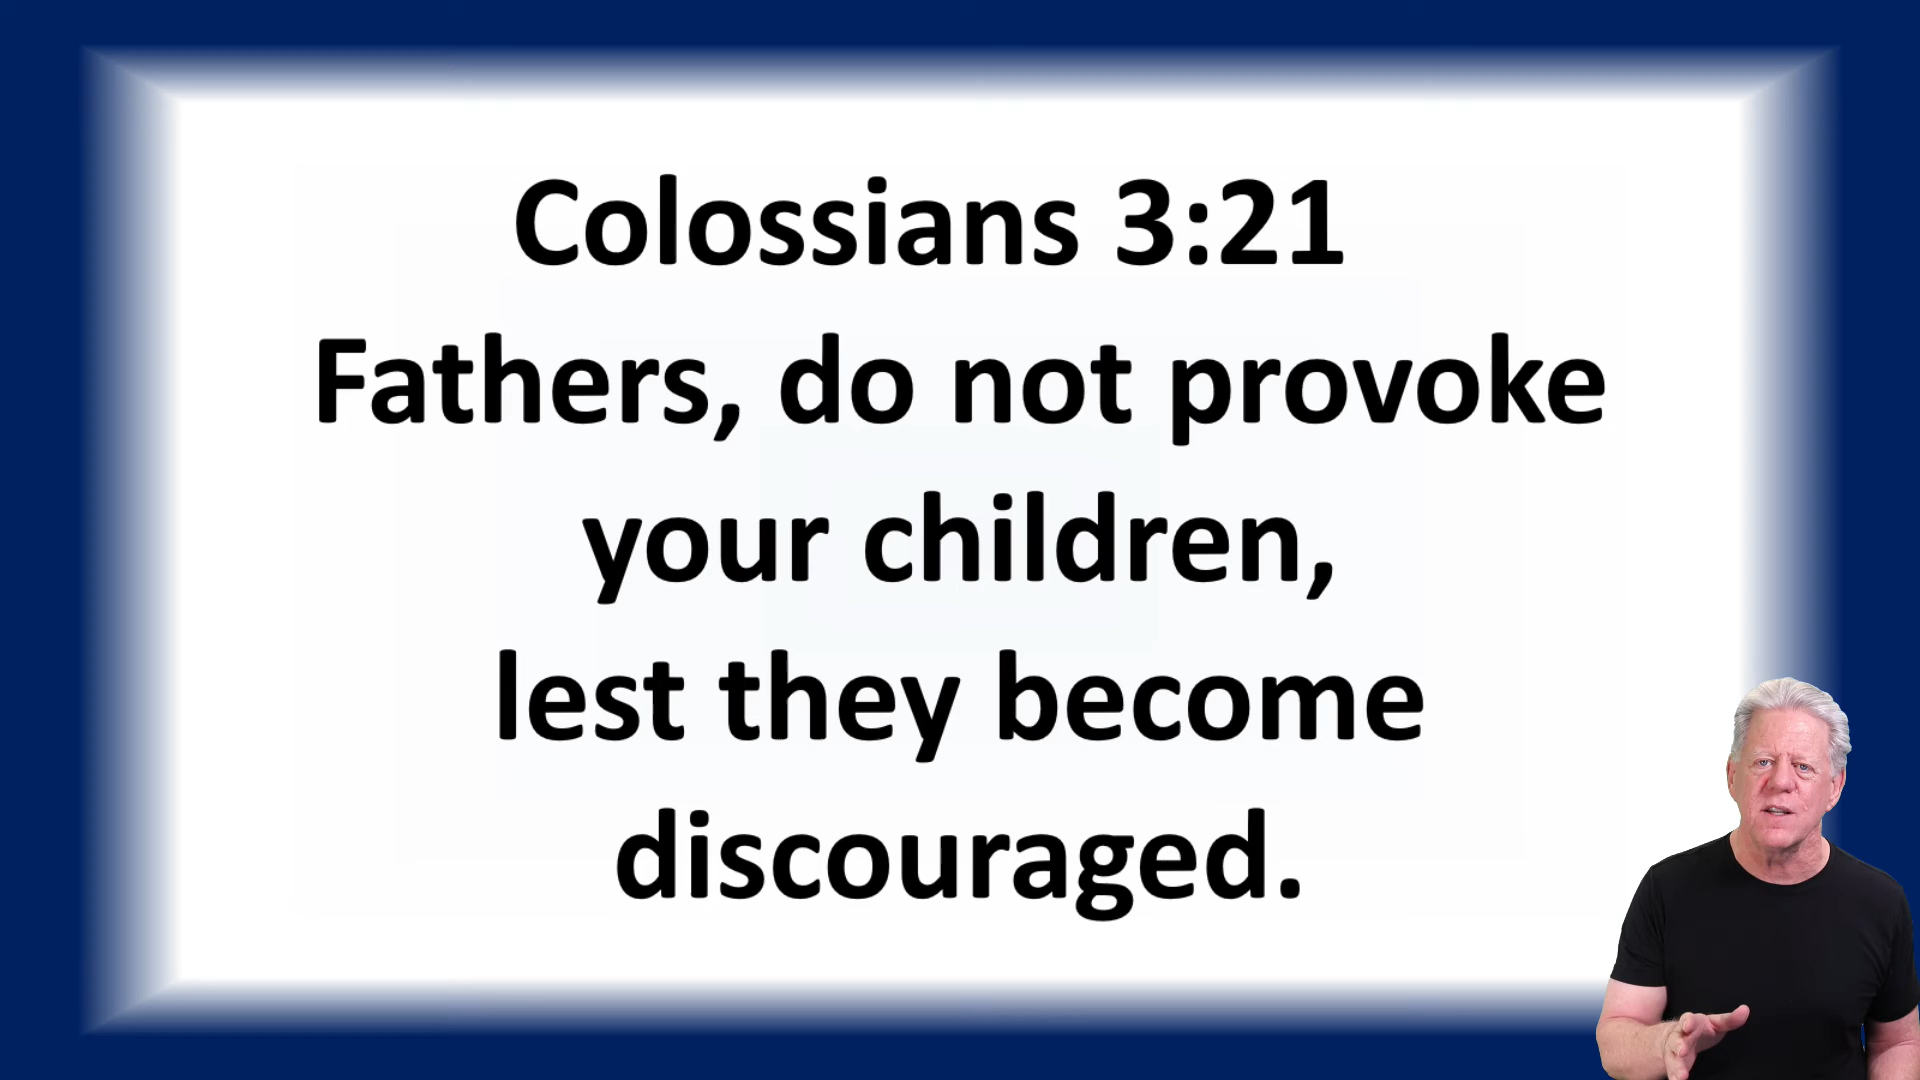 Colossians 3:21
Fathers, do not provoke
your children,
lest they become
discouraged.